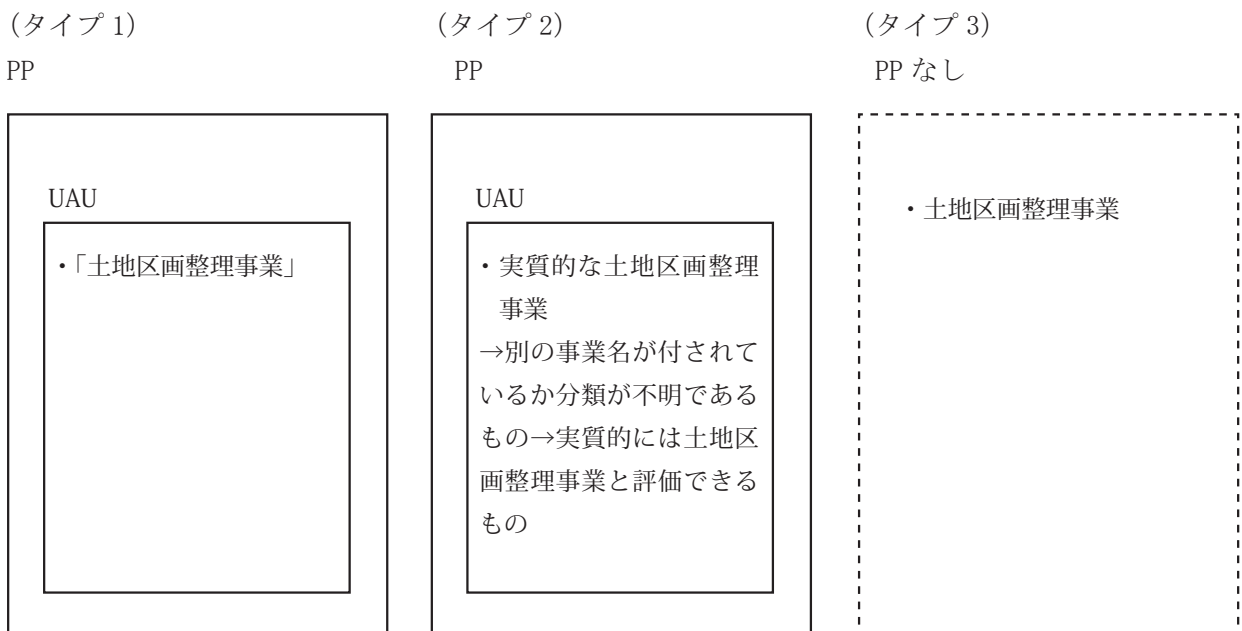 （タイプ 1）
PP
UAU
・「土地区画整理事業」
（タイプ 2）
PP
UAU
・実質的な土地区画整理
事業
→別の事業名が付されて
いるか分類が不明である
もの→実質的には土地区
画整理事業と評価できる
もの
（タイプ 3）
PP なし
・土地区画整理事業